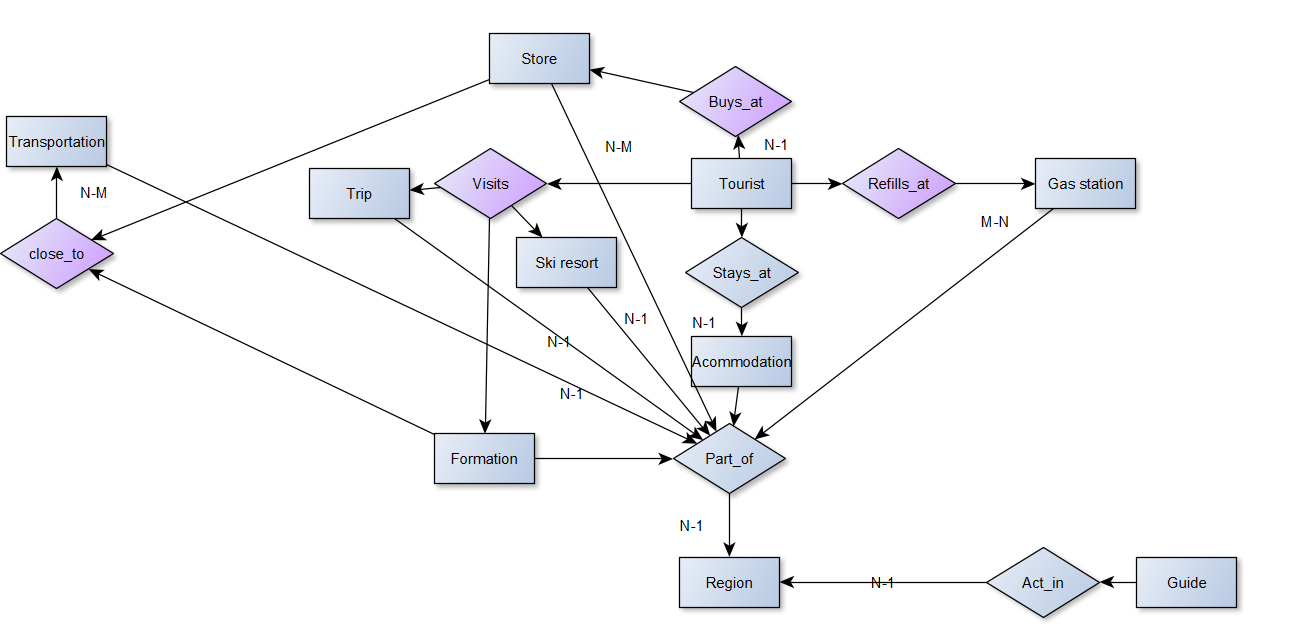 Store
Buys_at
Transportation
N-1
N-M
Trip
Visits
Tourist
Refills_at
Gas station
N-M
M-N
close_to
Ski resort
Stays_at
N-1
N-1
N-1
Acommodation
N-1
Formation
Part_of
N-1
Region
N-1
Act_in
Guide